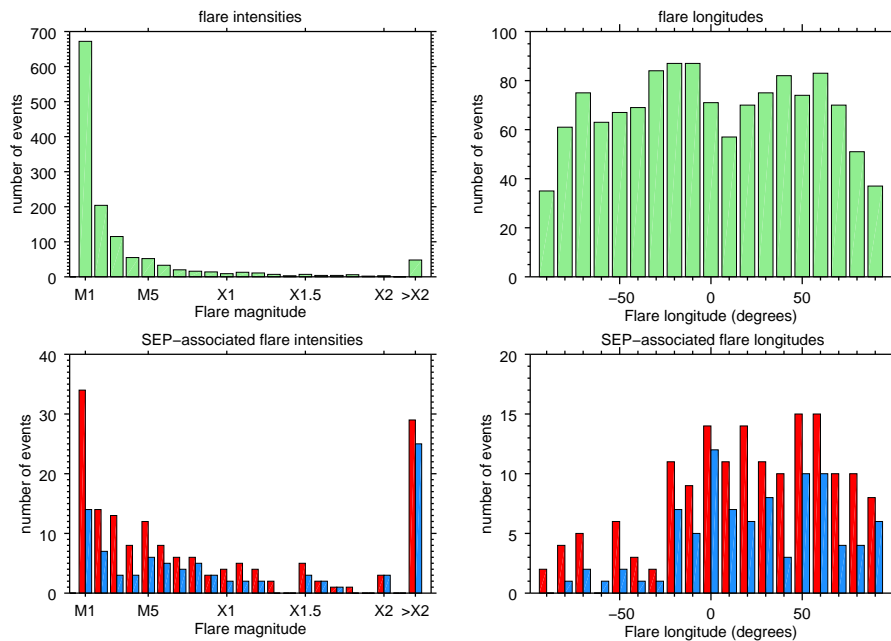 flare intensities
700
600
500
400
300
200
100
0
number of events
M1 M5 X1 X1.5 X2 >X2
Flare magnitude
flare longitudes
100
80
60
40
20
0
number of events
−50 0 50
Flare longitude (degrees)
SEP−associated flare intensities
40
30
20
10
0
number of events
M1 M5 X1 X1.5 X2 >X2
Flare magnitude
SEP−associated flare longitudes
20
15
10
5
0
number of events
−50 0 50
Flare longitude (degrees)